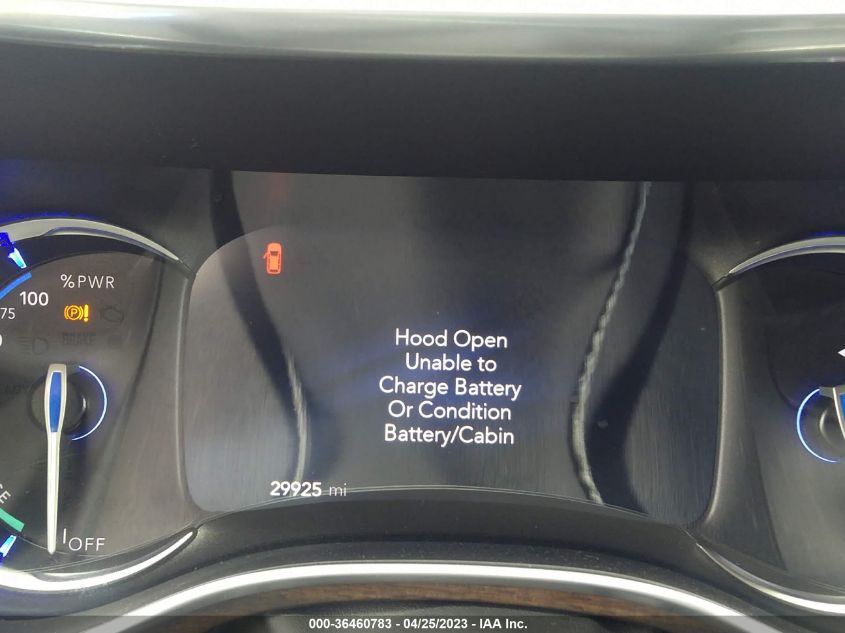 %PWR
100
75
(P)!
BRAKE
Hood Open
Unable to
Charge Battery
Or Condition
Battery/Cabin
29925 mi
OFF
000-36460783 / 04/25/2023 - IAA Inc.